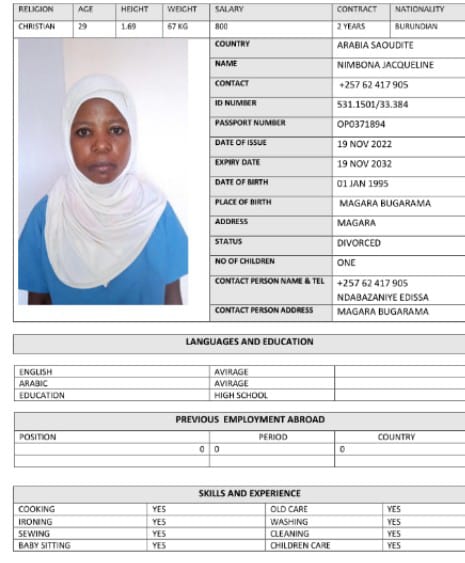 RELIGION AGE HEIGHT WEIGHT SALARY CONTRACT NATIONALITY
CHRISTIAN 29 1.69 67 KG 800 2 YEARS BURUNDIAN
COUNTRY ARABIA SAOUDITE
NAME NIMBONA JACQUELINE
CONTACT +257 62 417 905
ID NUMBER 531.1501/33.384
PASSPORT NUMBER OP0371894
DATE OF ISSUE 19 NOV 2022
EXPIRY DATE 19 NOV 2032
DATE OF BIRTH 01 JAN 1995
PLACE OF BIRTH MAGARA BUGARAMA
ADDRESS MAGARA
STATUS DIVORCED
NO OF CHILDREN ONE
CONTACT PERSON NAME & TEL +257 62 417 905
NDABAZANIYE EDISSA
CONTACT PERSON ADDRESS MAGARA BUGARAMA
LANGUAGES AND EDUCATION
ENGLISH AVIRAGE
ARABIC AVIRAGE
EDUCATION HIGH SCHOOL
PREVIOUS EMPLOYMENT ABROAD
POSITION PERIOD COUNTRY
0 0 0
SKILLS AND EXPERIENCE
COOKING YES OLD CARE YES
IRONING YES WASHING YES
SEWING YES CLEANING YES
BABY SITTING YES CHILDREN CARE YES